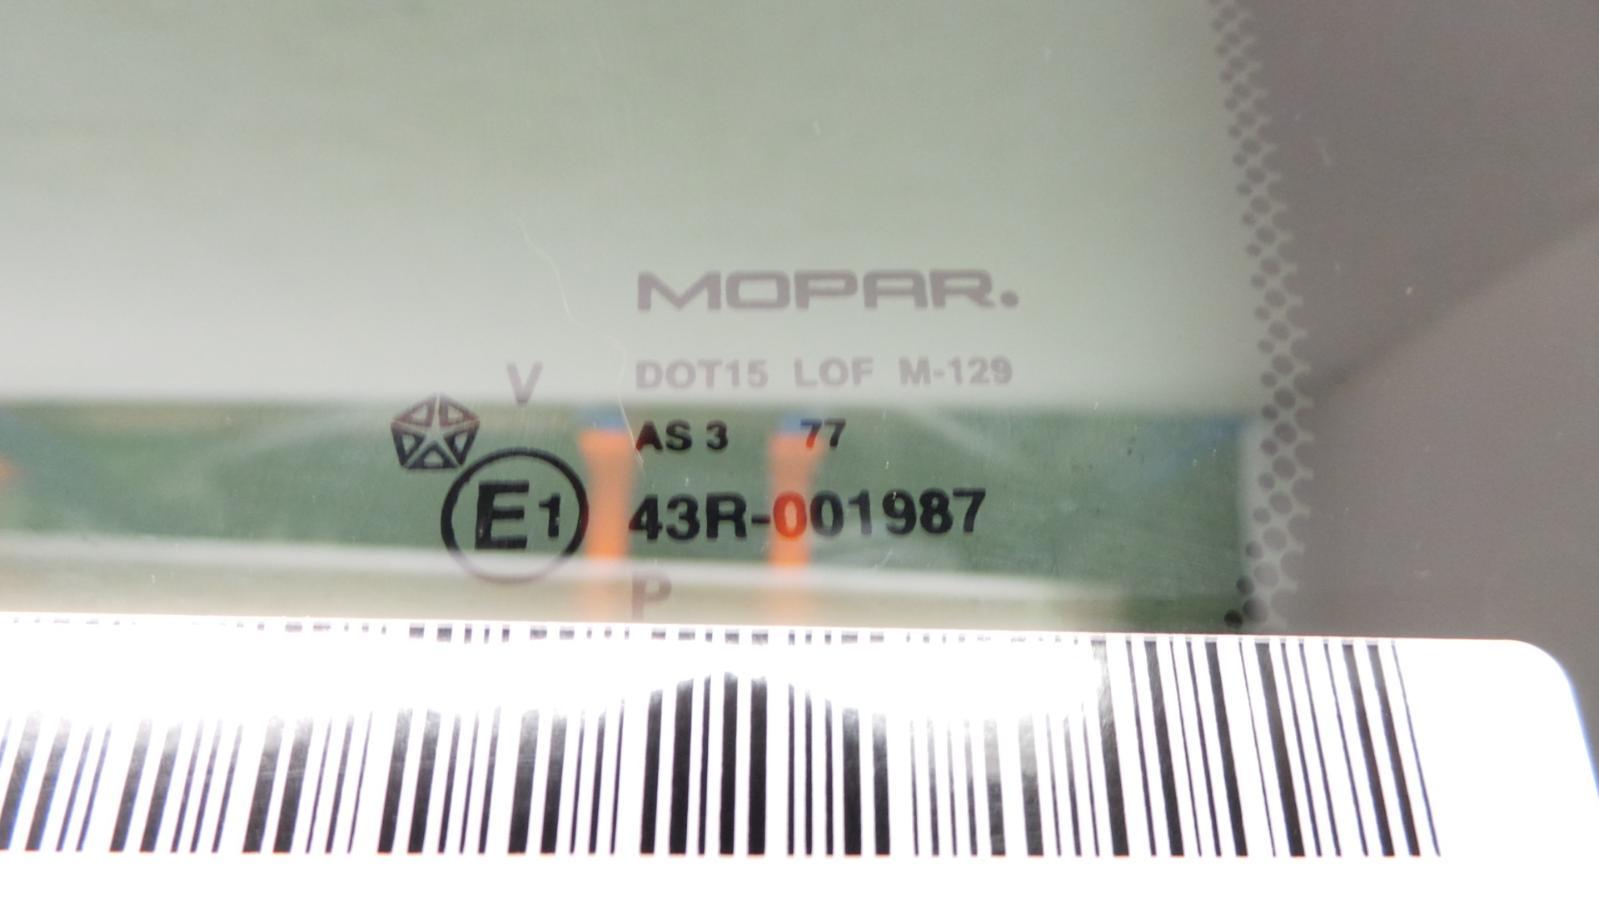 MOPAR.
V DOT15 LOF M-129
AS 3 77
E1 43R-001987
P